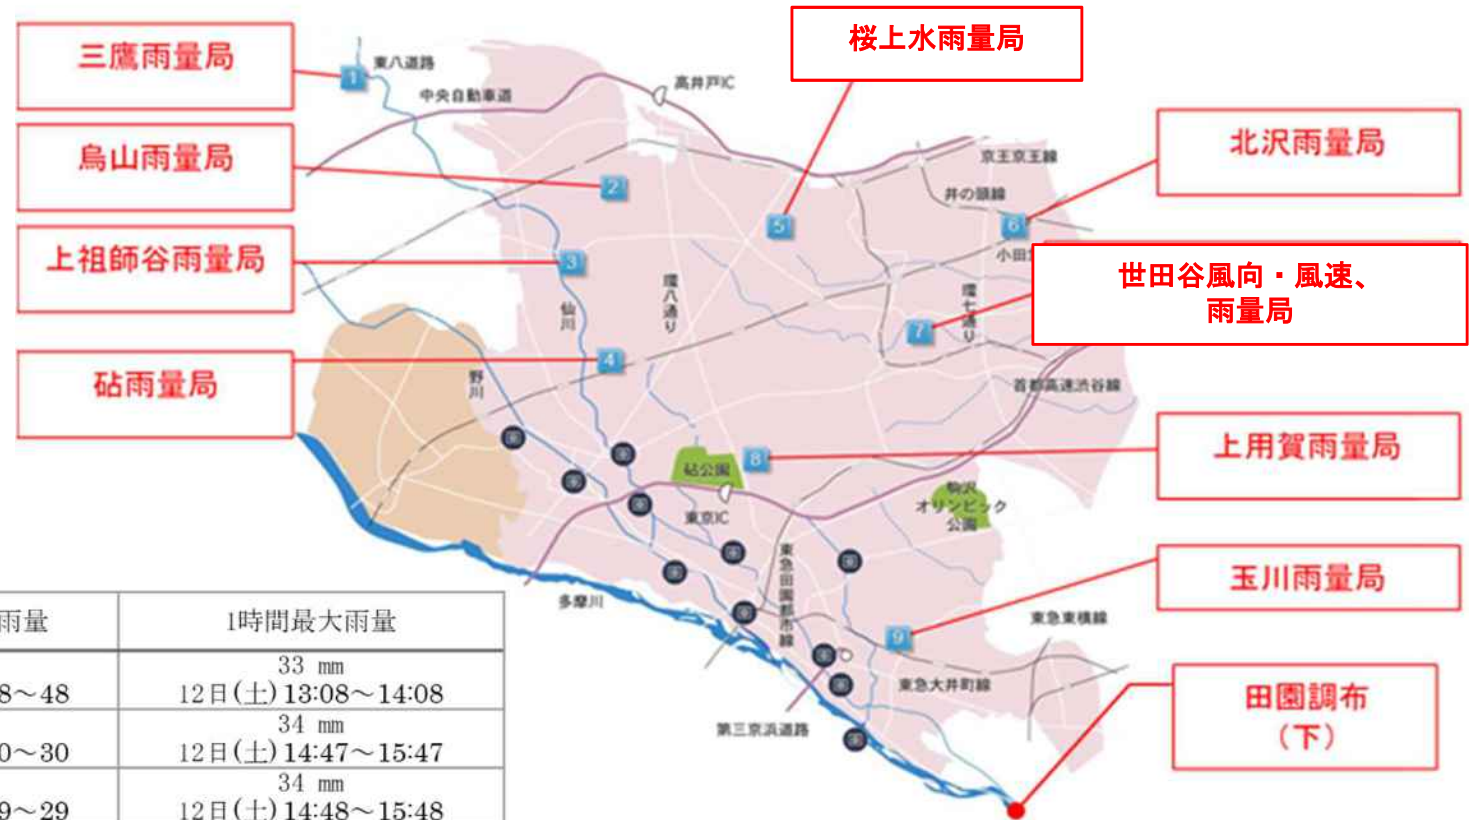 三鷹雨量局
烏山雨量局
上祖師谷雨量局
砧雨量局
桜上水雨量局
北沢雨量局
世田谷風向・風速、
雨量局
上用賀雨量局
玉川雨量局
田園調布
(下)
1
東八道路
中央自動車道
高井戸IC
2
5
京王京王線
井の頭線
6
3
環八通り
仙川
環七通り
7
4
野川
首都高速渋谷線
砧公園
8
駒沢
オリンピック
公園
東京IC
東急田園都市線
多摩川
9
東急東横線
東急大井町線
第三京浜道路
雨量
1時間最大雨量
8～48
33 mm
12日(土) 13:08～14:08
0～30
34 mm
12日(土) 14:47～15:47
9～29
34 mm
12日(土) 14:48～15:48